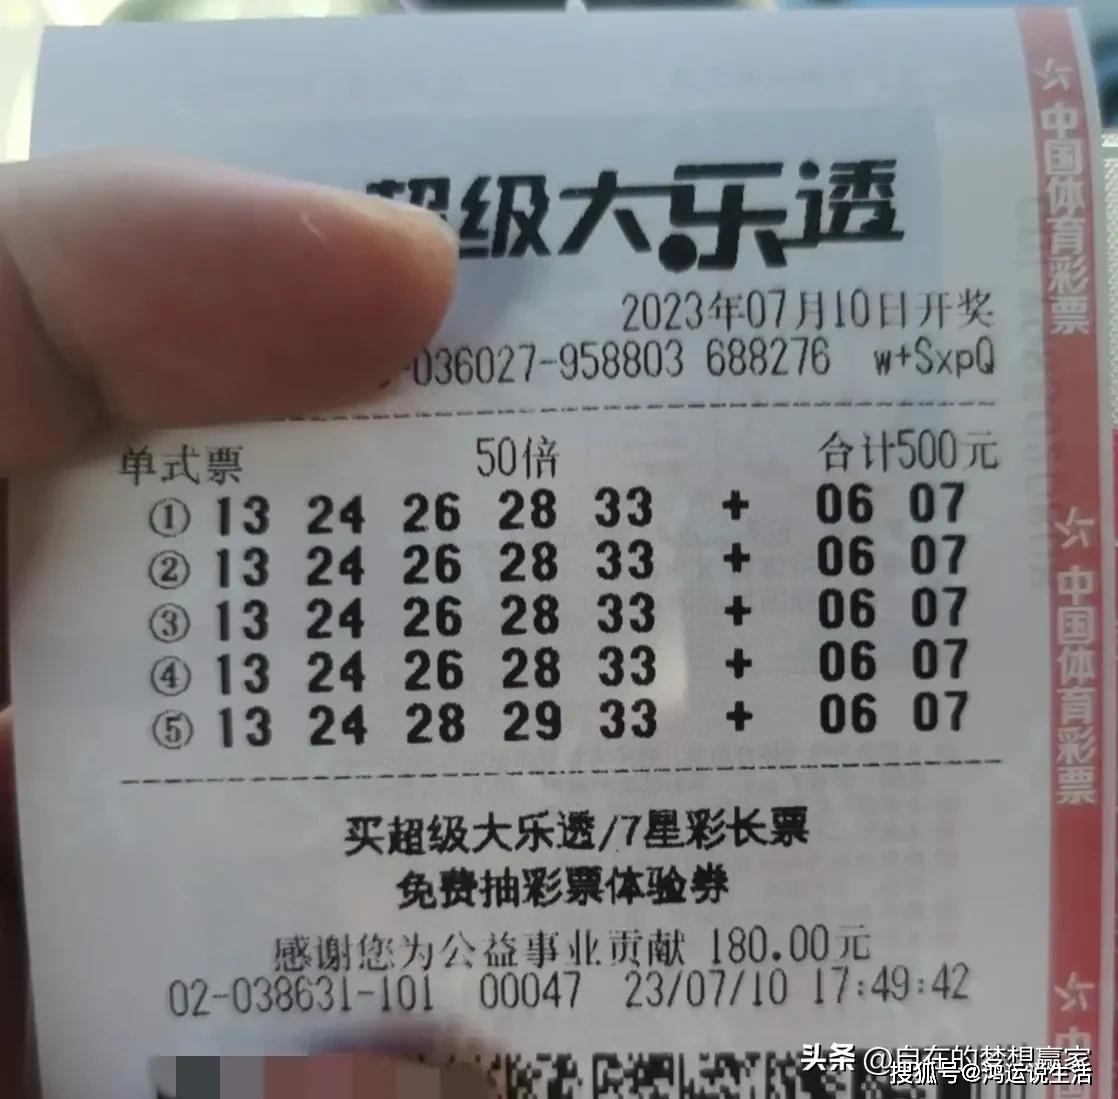 超级大乐透
2023年07月10日开奖
-036027-958803 688276 w+SxpQ
单式票 50倍 合计500元
① 13 24 26 28 33 + 06 07
② 13 24 26 28 33 + 06 07
③ 13 24 26 28 33 + 06 07
④ 13 24 26 28 33 + 06 07
⑤ 13 24 28 29 33 + 06 07
买超级大乐透/7星彩长票
免费抽彩票体验券
感谢您为公益事业贡献 180.00元
02-038631-101 00047 23/07/10 17:49:42
中国体育彩票
中国体育彩票
中国
头条 @自在的梦想赢家
搜狐号@鸿运说生活